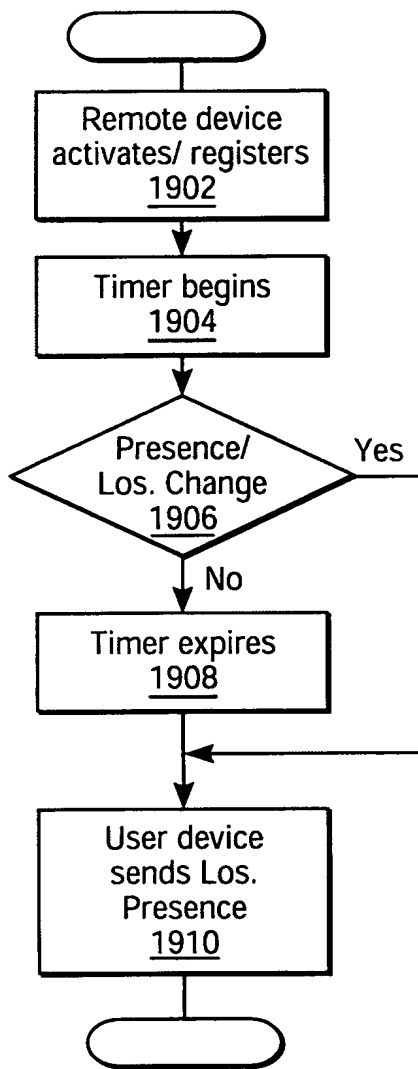 Remote device
activates/ registers
1902
Timer begins
1904
Presence/
Los. Change
1906
Yes
No
Timer expires
1908
User device
sends Los.
Presence
1910